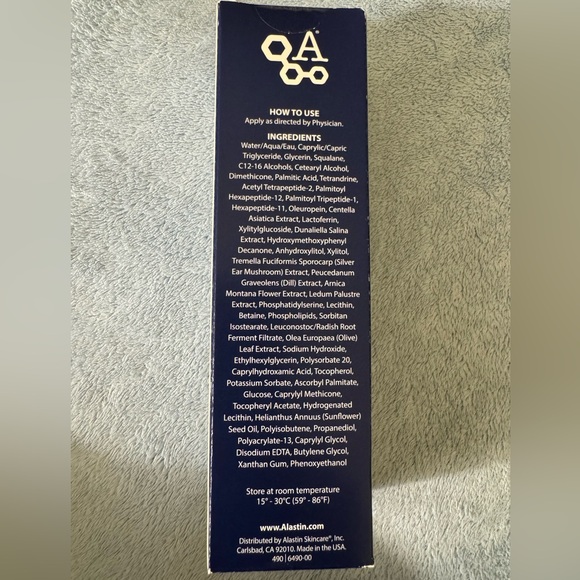 A®
HOW TO USE
Apply as directed by Physician.
INGREDIENTS
Water/Aqua/Eau, Caprylic/Capric
Triglyceride, Glycerin, Squalane,
C12-16 Alcohols, Cetearyl Alcohol,
Dimethicone, Palmitic Acid, Tetrandrine,
Acetyl Tetrapeptide-2, Palmitoyl
Hexapeptide-12, Palmitoyl Tripeptide-1,
Hexapeptide-11, Oleuropein, Centella
Asiatica Extract, Lactoferrin,
Xylitylglucoside, Dunaliella Salina
Extract, Hydroxymethoxyphenyl
Decanone, Anhydroxylitol, Xylitol,
Tremella Fuciformis Sporocarp (Silver
Ear Mushroom) Extract, Peucedanum
Graveolens (Dill) Extract, Arnica
Montana Flower Extract, Ledum Palustre
Extract, Phosphatidylserine, Lecithin,
Betaine, Phospholipids, Sorbitan
Isostearate, Leuconostoc/Radish Root
Ferment Filtrate, Olea Europaea (Olive)
Leaf Extract, Sodium Hydroxide,
Ethylhexylglycerin, Polysorbate 20,
Caprylhydroxamic Acid, Tocopherol,
Potassium Sorbate, Ascorbyl Palmitate,
Glucose, Caprylyl Methicone,
Tocopheryl Acetate, Hydrogenated
Lecithin, Helianthus Annuus (Sunflower)
Seed Oil, Polyisobutene, Propanediol,
Polyacrylate-13, Caprylyl Glycol,
Disodium EDTA, Butylene Glycol,
Xanthan Gum, Phenoxyethanol
Store at room temperature
15° - 30°C (59° - 86°F)
www.Alastin.com
Distributed by Alastin Skincare®, Inc.
Carlsbad, CA 92010. Made in the USA.
490 | 6490-00